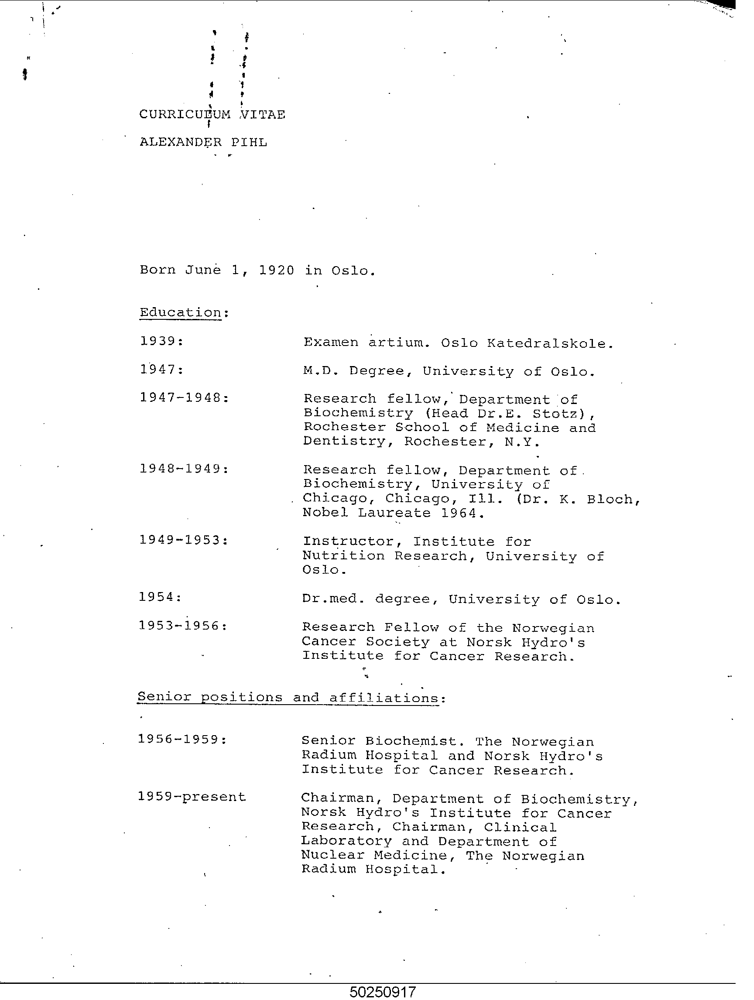 CURRICULUM VITAE
ALEXANDER PIHL
Born June 1, 1920 in Oslo.
Education:
1939: Examen artium. Oslo Katedralskole.
1947: M.D. Degree, University of Oslo.
1947-1948: Research fellow, Department of
Biochemistry (Head Dr.E. Stotz),
Rochester School of Medicine and
Dentistry, Rochester, N.Y.
1948-1949: Research fellow, Department of
Biochemistry, University of
Chicago, Chicago, Ill. (Dr. K. Bloch,
Nobel Laureate 1964.
1949-1953: Instructor, Institute for
Nutrition Research, University of
Oslo.
1954: Dr.med. degree, University of Oslo.
1953-1956: Research Fellow of the Norwegian
Cancer Society at Norsk Hydro's
Institute for Cancer Research.
Senior positions and affiliations:
1956-1959: Senior Biochemist. The Norwegian
Radium Hospital and Norsk Hydro's
Institute for Cancer Research.
1959-present Chairman, Department of Biochemistry,
Norsk Hydro's Institute for Cancer
Research, Chairman, Clinical
Laboratory and Department of
Nuclear Medicine, The Norwegian
Radium Hospital.
50250917